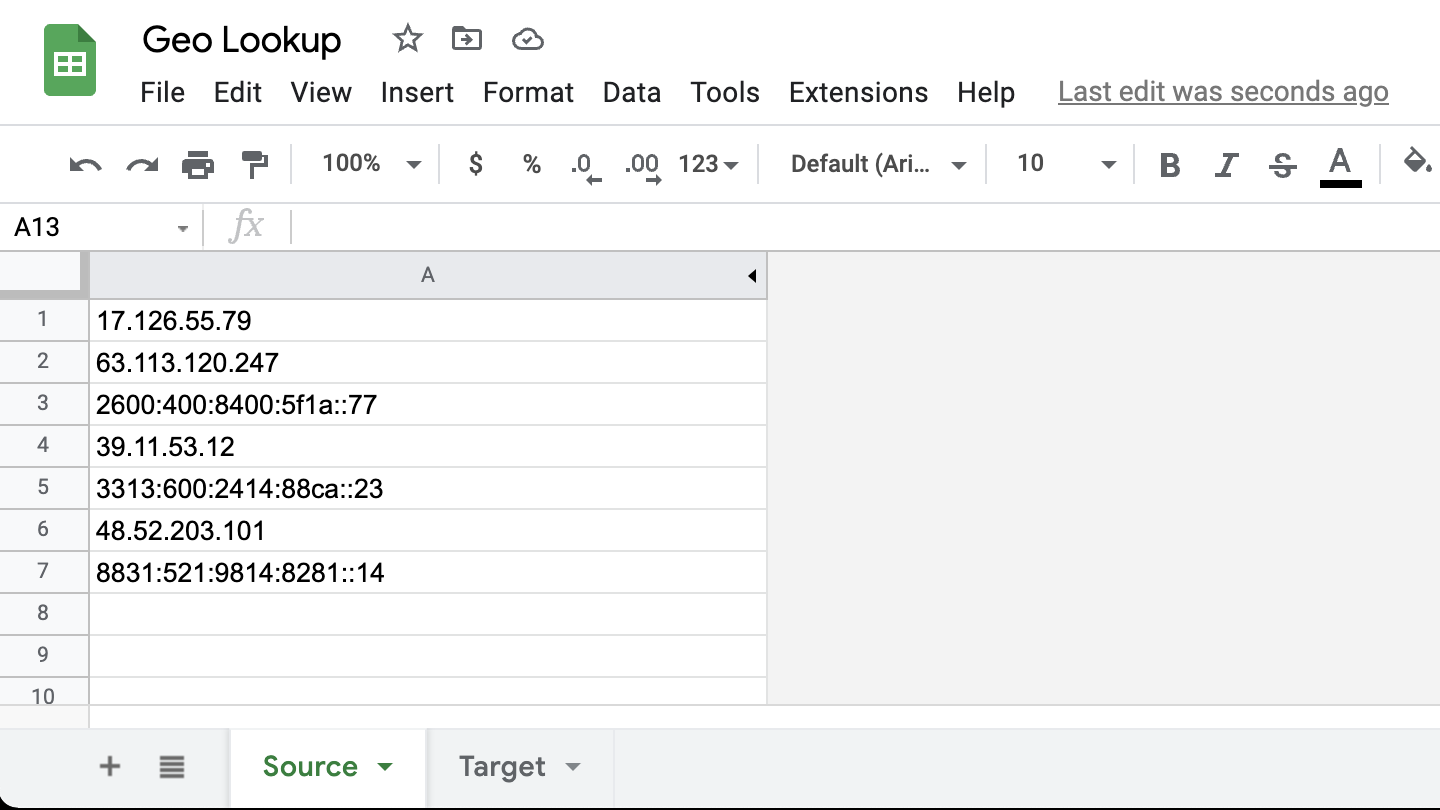 Geo Lookup
File Edit View Insert Format Data Tools Extensions Help Last edit was seconds ago
100% $ % .0 .00 123 Default (Ari... 10 B I S A
A13 fx
A
1 17.126.55.79
2 63.113.120.247
3 2600:400:8400:5f1a::77
4 39.11.53.12
5 3313:600:2414:88ca::23
6 48.52.203.101
7 8831:521:9814:8281::14
8
9
10
+ Source Target